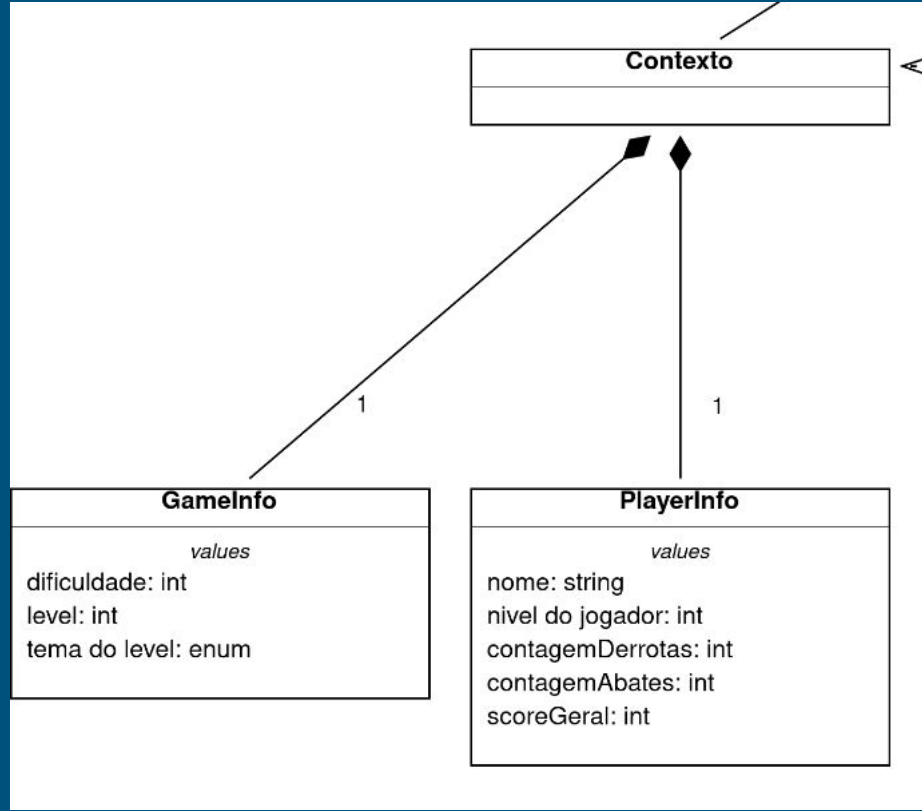 Contexto
1
1
GameInfo
values
dificuldade: int
level: int
tema do level: enum
PlayerInfo
values
nome: string
nivel do jogador: int
contagemDerrotas: int
contagemAbates: int
scoreGeral: int